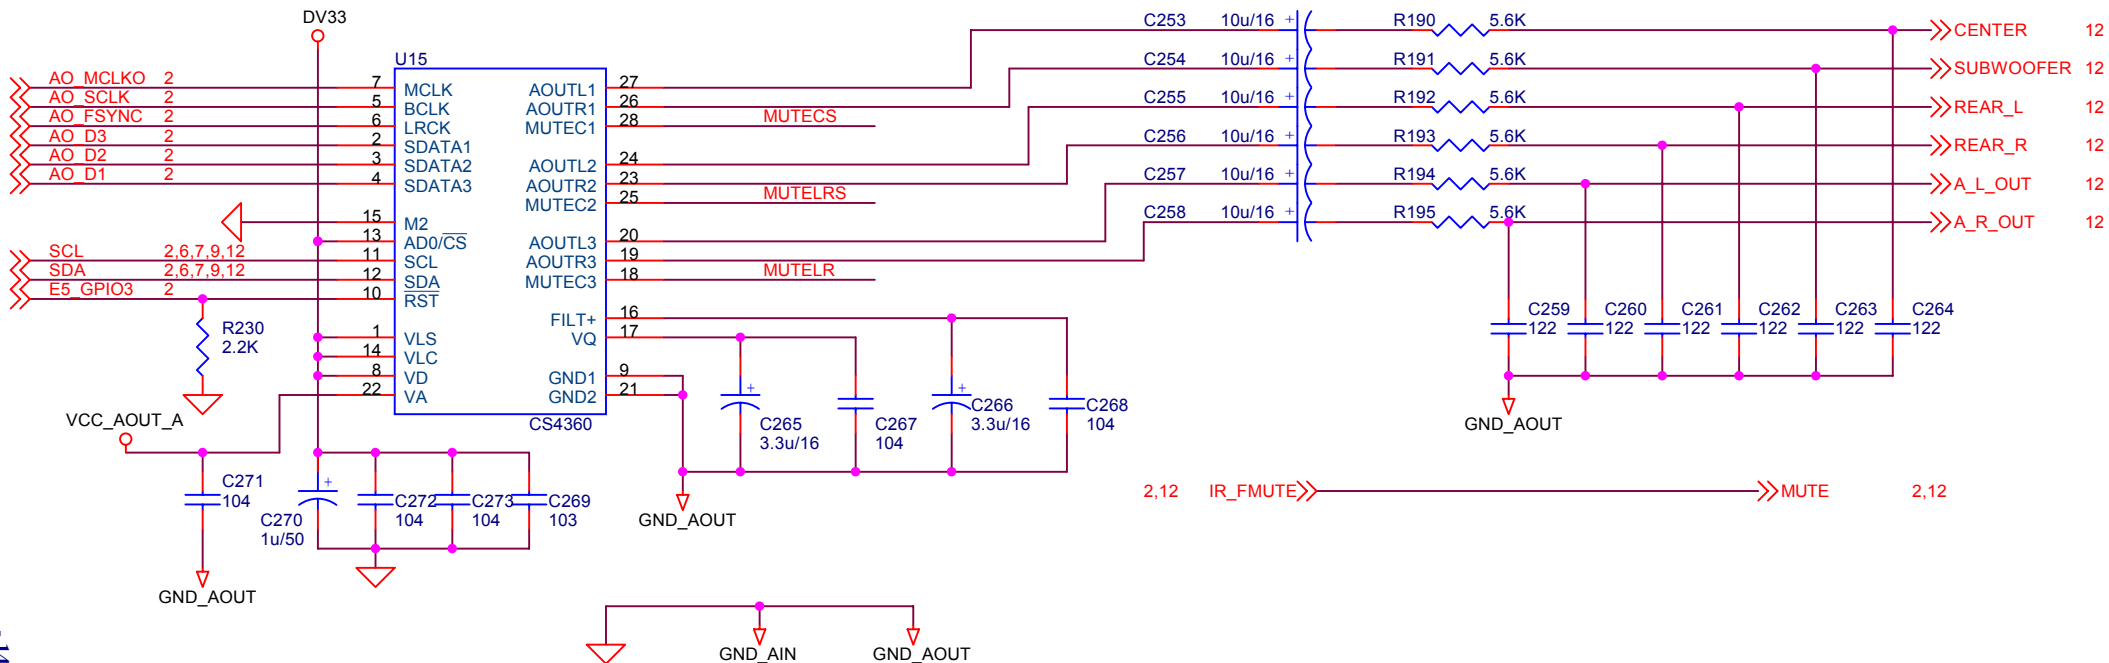 DV33
U15
AO_MCLKO 2
AO_SCLK 2
AO_FSYNC 2
AO_D3 2
AO_D2 2
AO_D1 2
SCL 2,6,7,9,12
SDA 2,6,7,9,12
E5_GPIO3 2
R230
2.2K
VCC_AOUT_A
7 MCLK
5 BCLK
6 LRCK
2 SDATA1
3 SDATA2
4 SDATA3
15 M2
13 AD0/CS
11 SCL
12 SDA
10 RST
1 VLS
14 VLC
8 VD
22 VA
AOUTL1 27
AOUTR1 26
MUTEC1 28 MUTECS
AOUTL2 24
AOUTR2 23
MUTEC2 25 MUTELRS
AOUTL3 20
AOUTR3 19
MUTEC3 18 MUTELR
FILT+ 16
VQ 17
GND1 9
GND2 21
CS4360
C253 10u/16 + R190 5.6K CENTER 12
C254 10u/16 + R191 5.6K SUBWOOFER 12
C255 10u/16 + R192 5.6K REAR_L 12
C256 10u/16 + R193 5.6K REAR_R 12
C257 10u/16 + R194 5.6K A_L_OUT 12
C258 10u/16 + R195 5.6K A_R_OUT 12
C259 122
C260 122
C261 122
C262 122
C263 122
C264 122
GND_AOUT
+
C265
3.3u/16
C267
104
+
C266
3.3u/16
C268
104
GND_AOUT
C271
104
GND_AOUT
+
C270
1u/50
C272
104
C273
104
C269
103
2,12 IR_FMUTE MUTE 2,12
GND_AIN
GND_AOUT